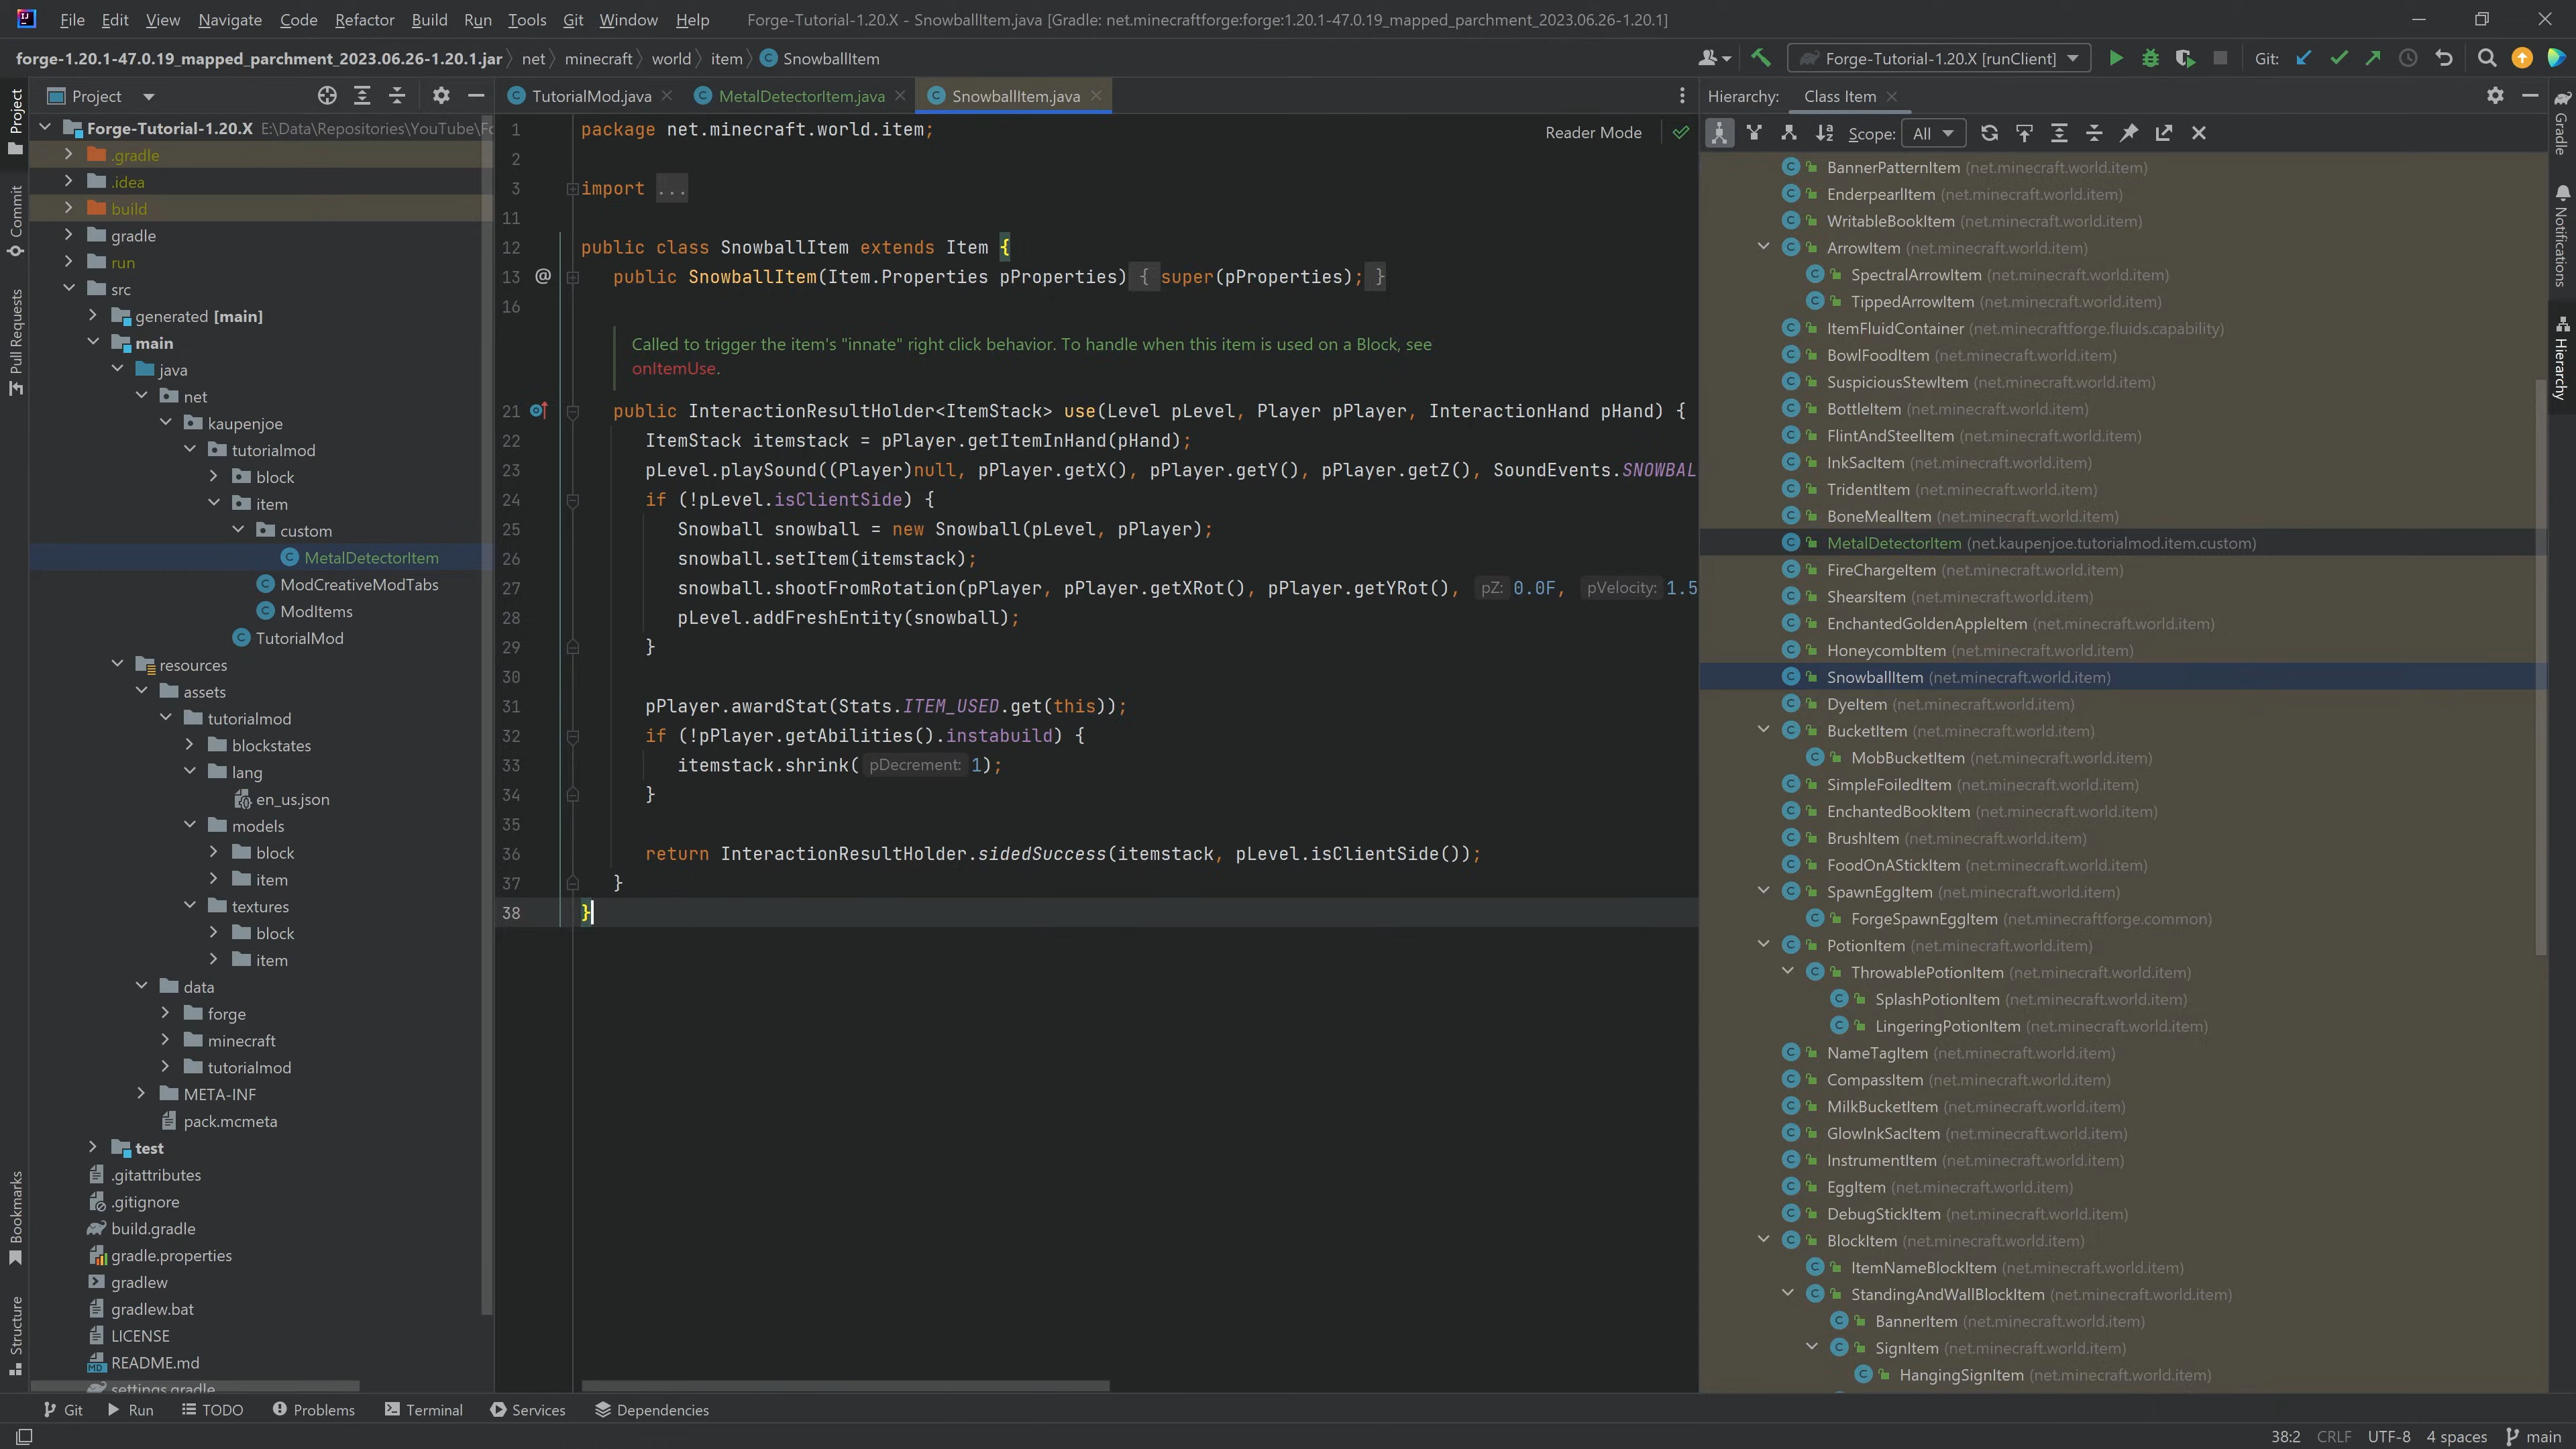 File Edit View Navigate Code Refactor Build Run Tools Git Window Help Forge-Tutorial-1.20.X - SnowballItem.java [Gradle: net.minecraftforge:forge:1.20.1-47.0.19_mapped_parchment_2023.06.26-1.20.1]
forge-1.20.1-47.0.19_mapped_parchment_2023.06.26-1.20.1.jar net minecraft world item SnowballItem
Forge-Tutorial-1.20.X [runClient] Git:
Project
Commit
Pull Requests
Bookmarks
Structure
Project
Forge-Tutorial-1.20.X E:\Data\Repositories\YouTube\Fo
.gradle
.idea
build
gradle
run
src
generated [main]
main
java
net
kaupenjoe
tutorialmod
block
item
custom
MetalDetectorItem
ModCreativeModTabs
ModItems
TutorialMod
resources
assets
tutorialmod
blockstates
lang
en_us.json
models
block
item
textures
block
item
data
forge
minecraft
tutorialmod
META-INF
pack.mcmeta
test
.gitattributes
.gitignore
build.gradle
gradle.properties
gradlew
gradlew.bat
LICENSE
README.md
settings.gradle
TutorialMod.java MetalDetectorItem.java SnowballItem.java
Reader Mode
1 package net.minecraft.world.item;
2
3 import ...
11
12 public class SnowballItem extends Item {
13 @ public SnowballItem(Item.Properties pProperties) { super(pProperties); }
16
Called to trigger the item's "innate" right click behavior. To handle when this item is used on a Block, see
onItemUse.
21 public InteractionResultHolder<ItemStack> use(Level pLevel, Player pPlayer, InteractionHand pHand) {
22 ItemStack itemstack = pPlayer.getItemInHand(pHand);
23 pLevel.playSound((Player)null, pPlayer.getX(), pPlayer.getY(), pPlayer.getZ(), SoundEvents.SNOWBAL
24 if (!pLevel.isClientSide) {
25 Snowball snowball = new Snowball(pLevel, pPlayer);
26 snowball.setItem(itemstack);
27 snowball.shootFromRotation(pPlayer, pPlayer.getXRot(), pPlayer.getYRot(), pZ: 0.0F, pVelocity: 1.5
28 pLevel.addFreshEntity(snowball);
29 }
30
31 pPlayer.awardStat(Stats.ITEM_USED.get(this));
32 if (!pPlayer.getAbilities().instabuild) {
33 itemstack.shrink( pDecrement: 1);
34 }
35
36 return InteractionResultHolder.sidedSuccess(itemstack, pLevel.isClientSide());
37 }
38 }
Hierarchy: Class Item
Scope: All
BannerPatternItem (net.minecraft.world.item)
EnderpearlItem (net.minecraft.world.item)
WritableBookItem (net.minecraft.world.item)
ArrowItem (net.minecraft.world.item)
SpectralArrowItem (net.minecraft.world.item)
TippedArrowItem (net.minecraft.world.item)
ItemFluidContainer (net.minecraftforge.fluids.capability)
BowlFoodItem (net.minecraft.world.item)
SuspiciousStewItem (net.minecraft.world.item)
BottleItem (net.minecraft.world.item)
FlintAndSteelItem (net.minecraft.world.item)
InkSacItem (net.minecraft.world.item)
TridentItem (net.minecraft.world.item)
BoneMealItem (net.minecraft.world.item)
MetalDetectorItem (net.kaupenjoe.tutorialmod.item.custom)
FireChargeItem (net.minecraft.world.item)
ShearsItem (net.minecraft.world.item)
EnchantedGoldenAppleItem (net.minecraft.world.item)
HoneycombItem (net.minecraft.world.item)
SnowballItem (net.minecraft.world.item)
DyeItem (net.minecraft.world.item)
BucketItem (net.minecraft.world.item)
MobBucketItem (net.minecraft.world.item)
SimpleFoiledItem (net.minecraft.world.item)
EnchantedBookItem (net.minecraft.world.item)
BrushItem (net.minecraft.world.item)
FoodOnAStickItem (net.minecraft.world.item)
SpawnEggItem (net.minecraft.world.item)
ForgeSpawnEggItem (net.minecraftforge.common)
PotionItem (net.minecraft.world.item)
ThrowablePotionItem (net.minecraft.world.item)
SplashPotionItem (net.minecraft.world.item)
LingeringPotionItem (net.minecraft.world.item)
NameTagItem (net.minecraft.world.item)
CompassItem (net.minecraft.world.item)
MilkBucketItem (net.minecraft.world.item)
GlowInkSacItem (net.minecraft.world.item)
InstrumentItem (net.minecraft.world.item)
EggItem (net.minecraft.world.item)
DebugStickItem (net.minecraft.world.item)
BlockItem (net.minecraft.world.item)
ItemNameBlockItem (net.minecraft.world.item)
StandingAndWallBlockItem (net.minecraft.world.item)
BannerItem (net.minecraft.world.item)
SignItem (net.minecraft.world.item)
HangingSignItem (net.minecraft.world.item)
Gradle
Notifications
Hierarchy
Git Run TODO Problems Terminal Services Dependencies
38:2 CRLF UTF-8 4 spaces main